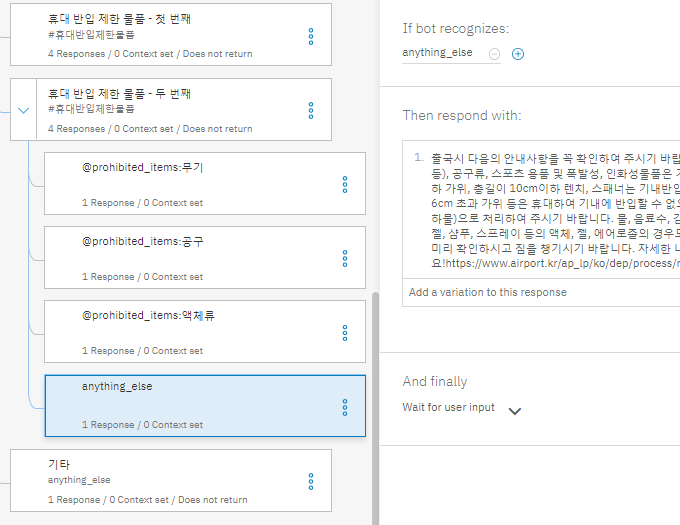 휴대 반입 제한 물품 - 첫 번째
#휴대반입제한물품
4 Responses / 0 Context set / Does not return
휴대 반입 제한 물품 - 두 번째
#휴대반입제한물품
4 Responses / 0 Context set / Does not return
@prohibited_items:무기
1 Response / 0 Context set
@prohibited_items:공구
1 Response / 0 Context set
@prohibited_items:액체류
1 Response / 0 Context set
anything_else
1 Response / 0 Context set
기타
anything_else
1 Response / 0 Context set / Does not return
If bot recognizes:
anything_else
Then respond with:
1. 출국시 다음의 안내사항을 꼭 확인하여 주시기 바랍
등), 공구류, 스포츠 용품 및 폭발성, 인화성물품은
하 가위, 총길이 10cm이하 렌치, 스패너는 기내반입
6cm 초과 가위 등은 휴대하여 기내에 반입할 수 없으
하물)으로 처리하여 주시기 바랍니다. 물, 음료수,
젤, 샴푸, 스프레이 등의 액체, 젤, 에어로졸의 경우도
미리 확인하시고 짐을 챙기시기 바랍니다. 자세한
요!https://www.airport.kr/ap_lp/ko/dep/process/
Add a variation to this response
And finally
Wait for user input